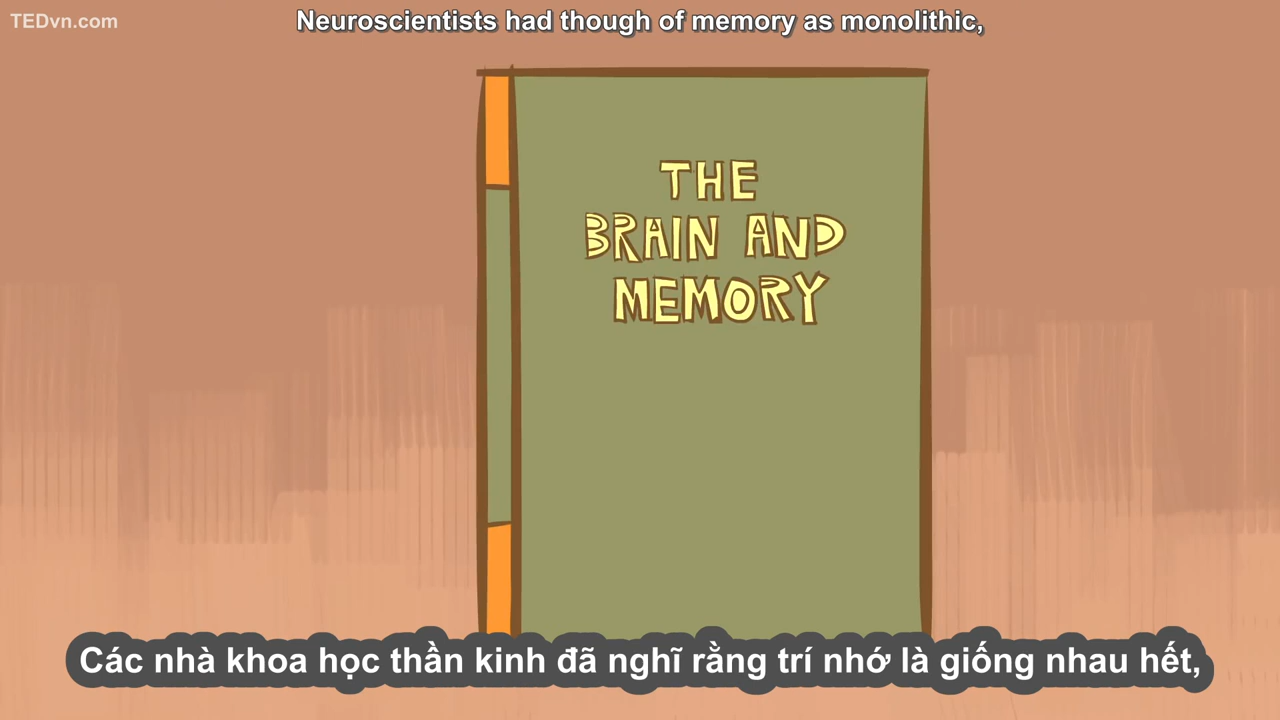 TEDvn.com
Neuroscientists had though of memory as monolithic,
THE
BRAIN AND
MEMORY
Các nhà khoa học thần kinh đã nghĩ rằng trí nhớ là giống nhau hết,